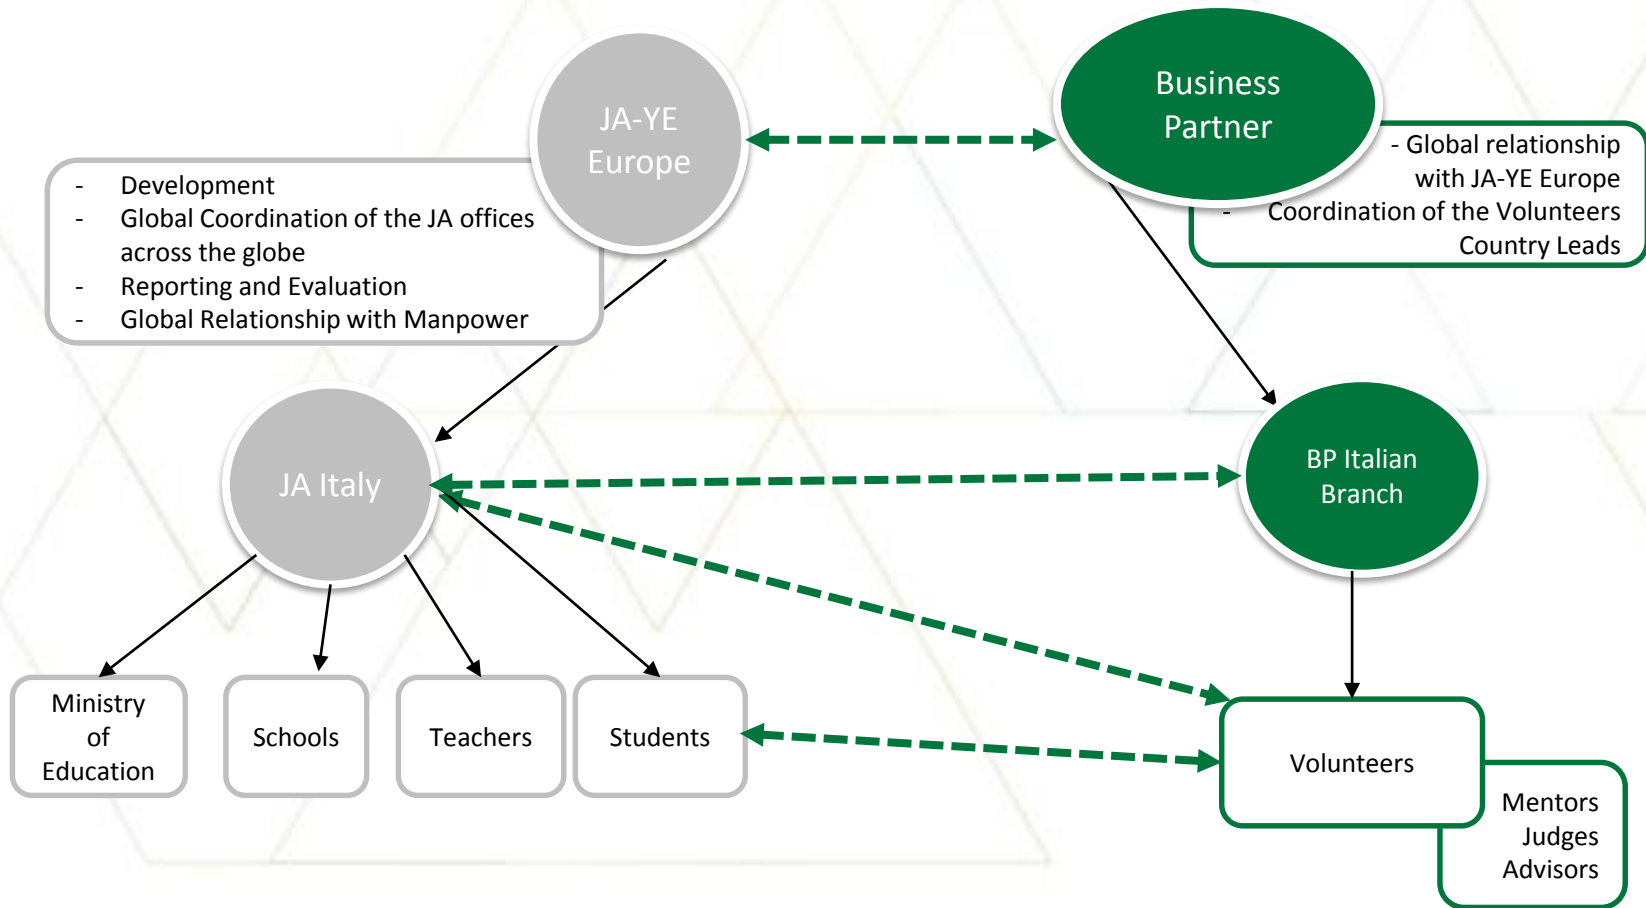 JA-YE
Europe
Business
Partner
- Global relationship
with JA-YE Europe
- Coordination of the Volunteers
Country Leads
- Development
- Global Coordination of the JA offices
across the globe
- Reporting and Evaluation
- Global Relationship with Manpower
JA Italy
BP Italian
Branch
Ministry
of
Education
Schools
Teachers
Students
Volunteers
Mentors
Judges
Advisors